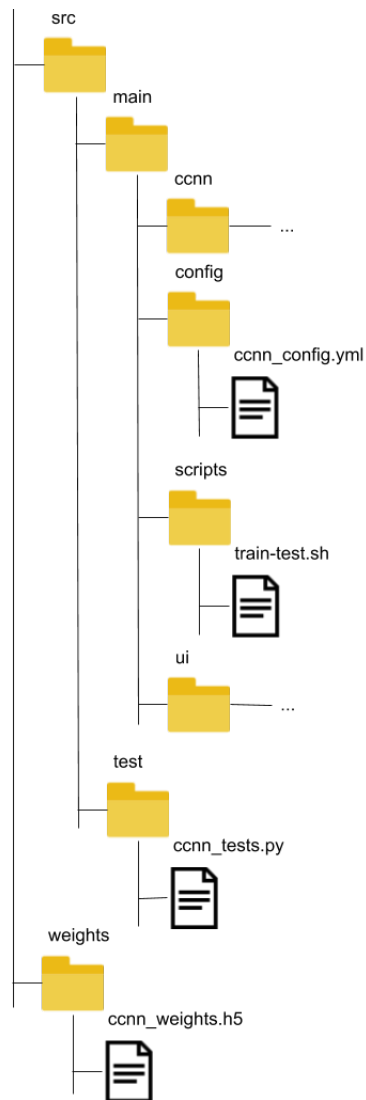 src
main
ccnn
...
config
ccnn_config.yml
scripts
train-test.sh
ui
...
test
ccnn_tests.py
weights
ccnn_weights.h5